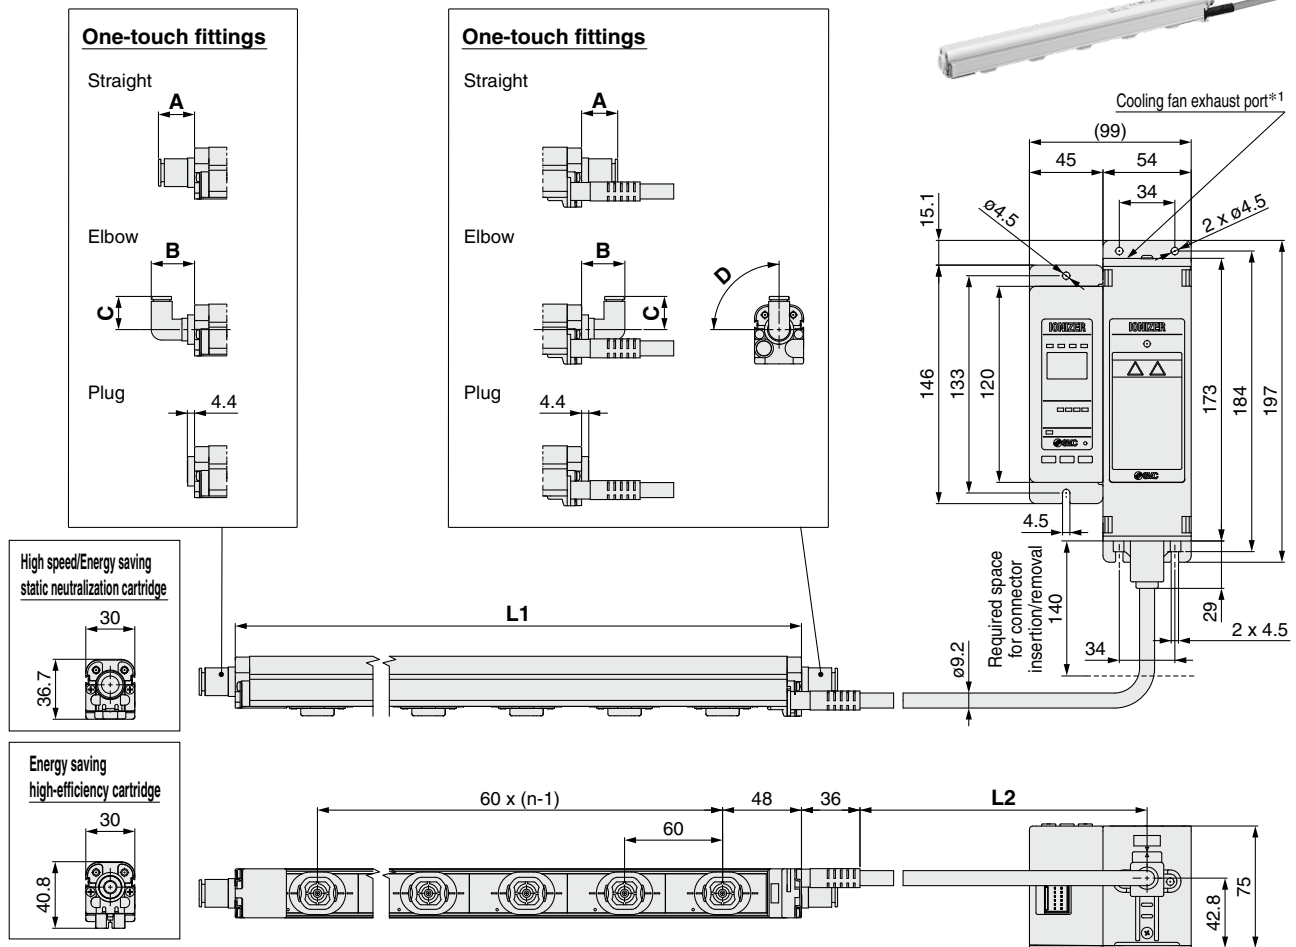 One-touch fittings
Straight
A
Elbow
B
C
Plug
4.4
One-touch fittings
Straight
A
Elbow
B
C
D
Plug
4.4
Cooling fan exhaust port*1
(99)
45
54
34
15.1
ø4.5
2 x ø4.5
IONIZER
IONIZER
SMC
SMC
146
133
120
173
184
197
4.5
Required space
for connector
insertion/removal
140
29
2 x 4.5
34
ø9.2
High speed/Energy saving
static neutralization cartridge
30
36.7
L1
Energy saving
high-efficiency cartridge
30
40.8
60 x (n-1)
48
36
L2
60
75
42.8